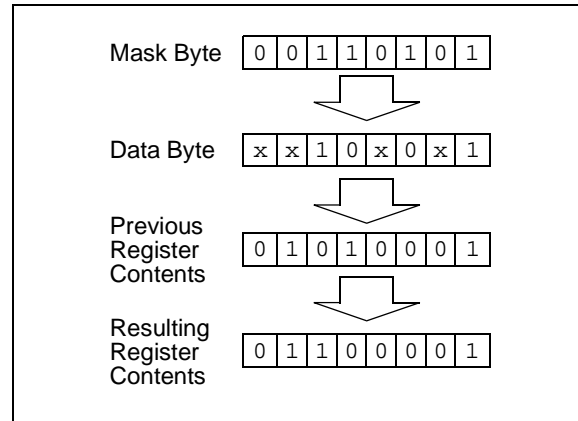 Mask Byte 0 0 1 1 0 1 0 1
Data Byte x x 1 0 x 0 x 1
Previous
Register 0 1 0 1 0 0 0 1
Contents
Resulting
Register 0 1 1 0 0 0 0 1
Contents